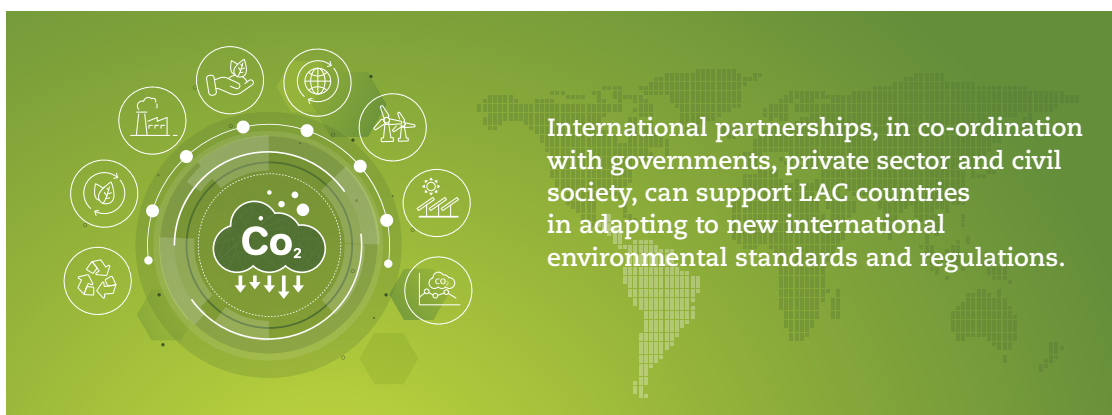 International partnerships, in co-ordination
with governments, private sector and civil
society, can support LAC countries
in adapting to new international
environmental standards and regulations.
Co2
CO2